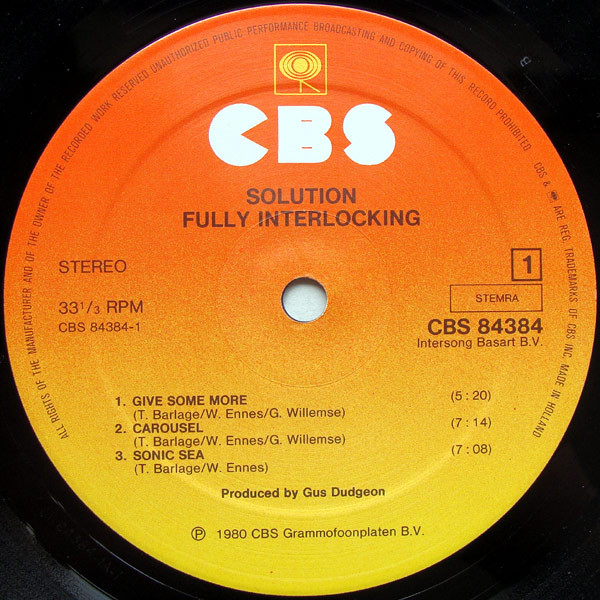 ALL RIGHTS OF THE MANUFACTURER AND OF THE OWNER OF THE RECORDED WORK RESERVED UNAUTHORIZED PUBLIC PERFORMANCE BROADCASTING AND COPYING OF THIS RECORD PROHIBITED
CBS & ARE REG. TRADEMARKS OF CBS INC. MADE IN HOLLAND
CBS
SOLUTION
FULLY INTERLOCKING
STEREO
1
33 1/3 RPM
STEMRA
CBS 84384-1
CBS 84384
Intersong Basart B.V.
1. GIVE SOME MORE (5:20)
(T. Barlage/W. Ennes/G. Willemse)
2. CAROUSEL (7:14)
(T. Barlage/W. Ennes/G. Willemse)
3. SONIC SEA (7:08)
(T. Barlage/W. Ennes)
Produced by Gus Dudgeon
℗ 1980 CBS Grammofoonplaten B.V.